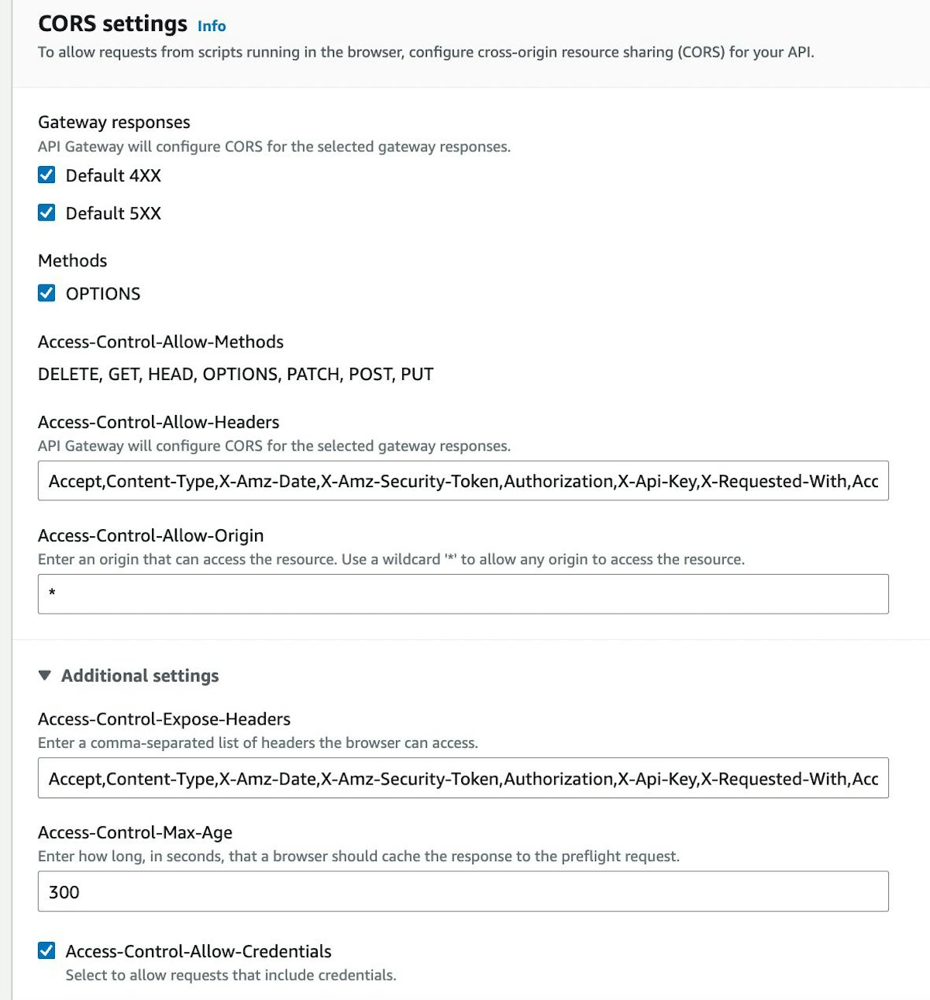 CORS settings Info
To allow requests from scripts running in the browser, configure cross-origin resource sharing (CORS) for your API.
Gateway responses
API Gateway will configure CORS for the selected gateway responses.
Default 4XX
Default 5XX
Methods
OPTIONS
Access-Control-Allow-Methods
DELETE, GET, HEAD, OPTIONS, PATCH, POST, PUT
Access-Control-Allow-Headers
API Gateway will configure CORS for the selected gateway responses.
Accept,Content-Type,X-Amz-Date,X-Amz-Security-Token,Authorization,X-Api-Key,X-Requested-With,Acc
Access-Control-Allow-Origin
Enter an origin that can access the resource. Use a wildcard '*' to allow any origin to access the resource.
*
Additional settings
Access-Control-Expose-Headers
Enter a comma-separated list of headers the browser can access.
Accept,Content-Type,X-Amz-Date,X-Amz-Security-Token,Authorization,X-Api-Key,X-Requested-With,Acc
Access-Control-Max-Age
Enter how long, in seconds, that a browser should cache the response to the preflight request.
300
Access-Control-Allow-Credentials
Select to allow requests that include credentials.